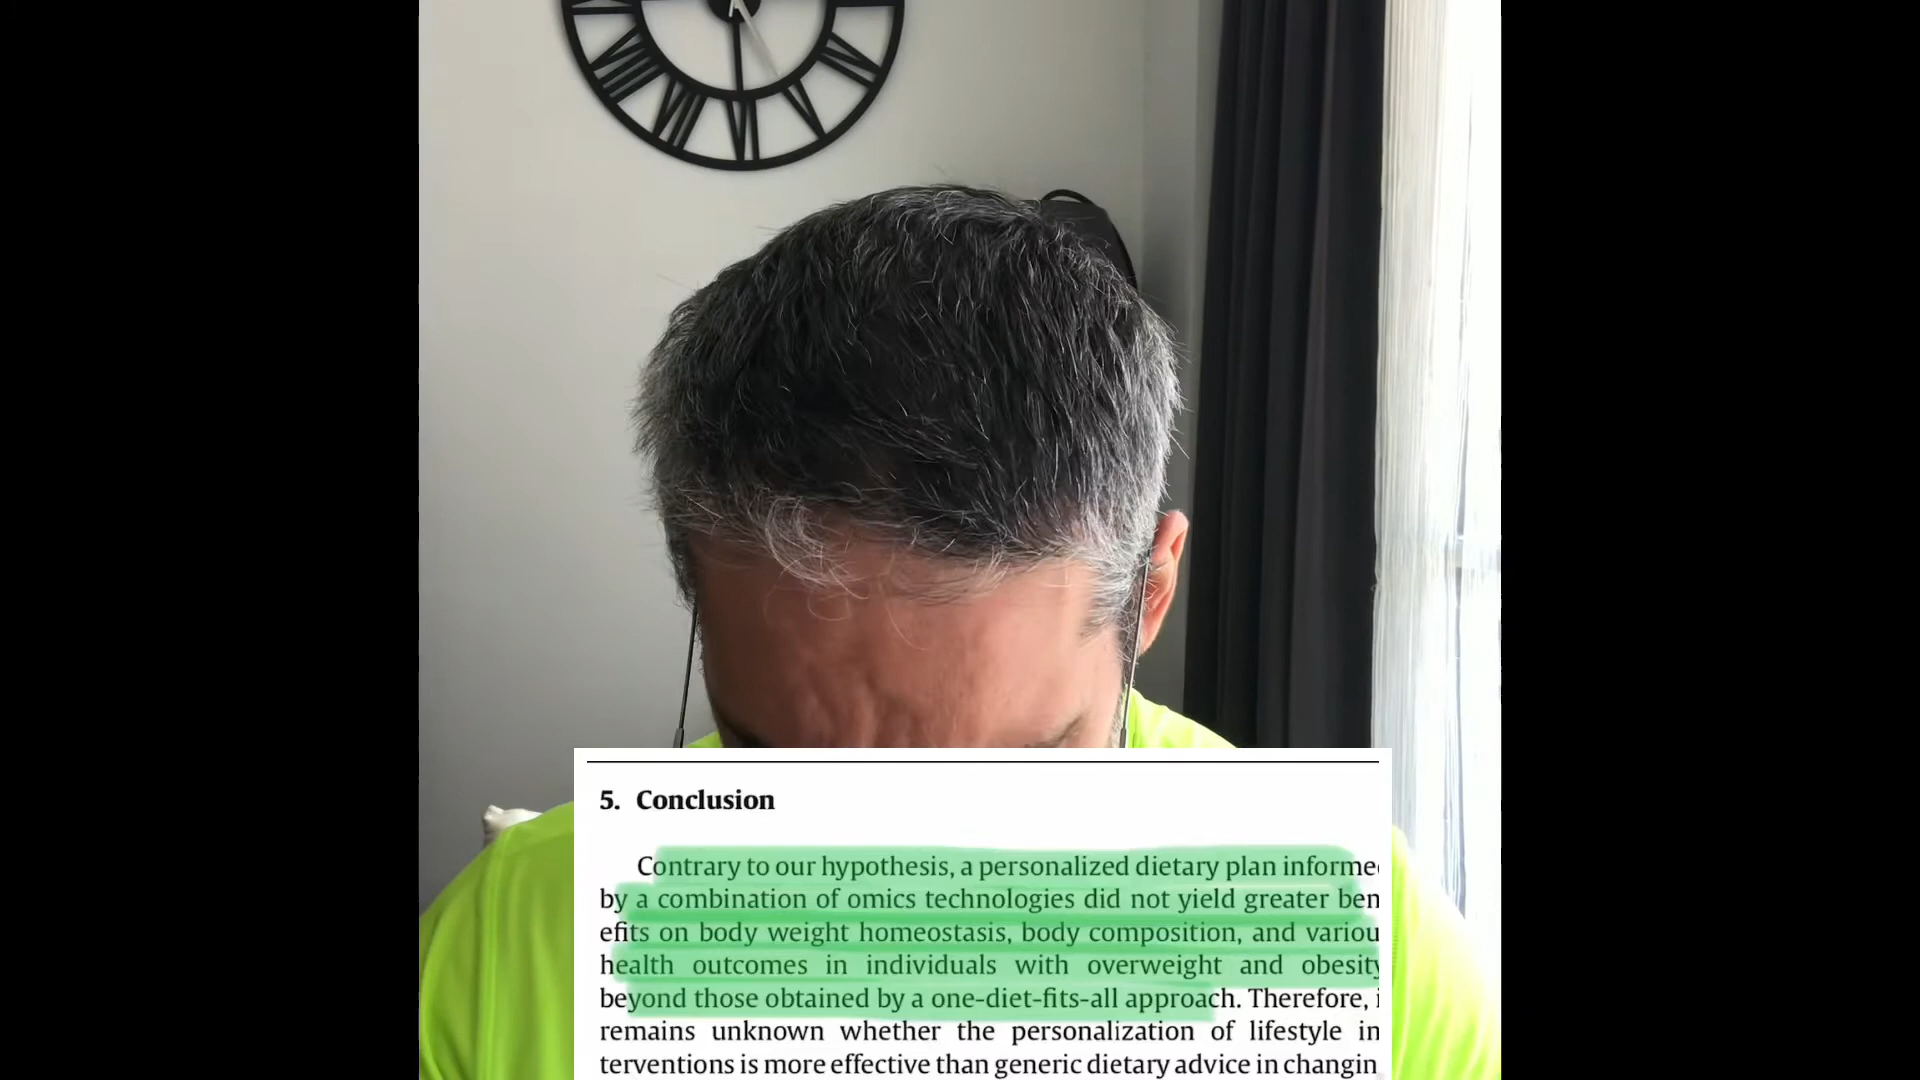 5. Conclusion
Contrary to our hypothesis, a personalized dietary plan informe
by a combination of omics technologies did not yield greater ben
efits on body weight homeostasis, body composition, and variou
health outcomes in individuals with overweight and obesity
beyond those obtained by a one-diet-fits-all approach. Therefore, i
remains unknown whether the personalization of lifestyle in
terventions is more effective than generic dietary advice in changin